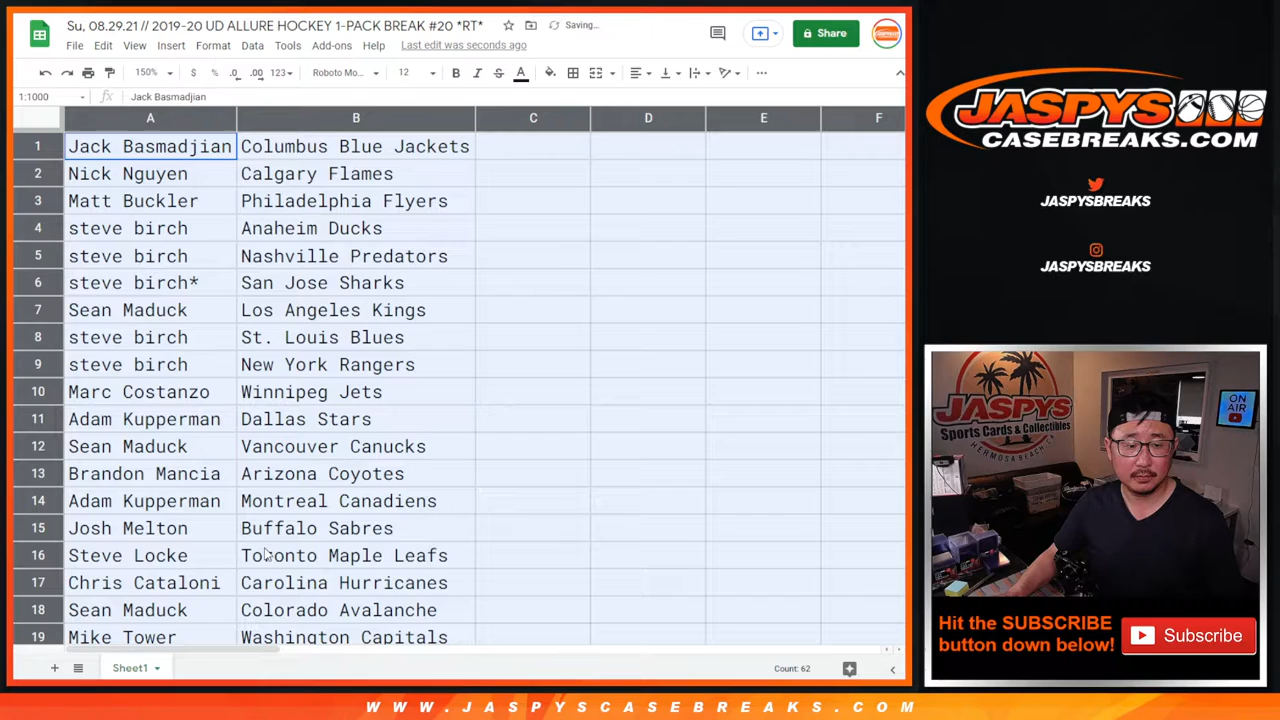 Su, 08.29.21 // 2019-20 UD ALLURE HOCKEY 1-PACK BREAK #20 *RT*
Saving...
File Edit View Insert Format Data Tools Add-ons Help Last edit was seconds ago
Share
150% $ % .0 .00 123 Roboto Mo... 12 B I S A
1:1000 fx Jack Basmadjian
A B C D E F
1 Jack Basmadjian Columbus Blue Jackets
2 Nick Nguyen Calgary Flames
3 Matt Buckler Philadelphia Flyers
4 steve birch Anaheim Ducks
5 steve birch Nashville Predators
6 steve birch* San Jose Sharks
7 Sean Maduck Los Angeles Kings
8 steve birch St. Louis Blues
9 steve birch New York Rangers
10 Marc Costanzo Winnipeg Jets
11 Adam Kupperman Dallas Stars
12 Sean Maduck Vancouver Canucks
13 Brandon Mancia Arizona Coyotes
14 Adam Kupperman Montreal Canadiens
15 Josh Melton Buffalo Sabres
16 Steve Locke Toronto Maple Leafs
17 Chris Cataloni Carolina Hurricanes
18 Sean Maduck Colorado Avalanche
19 Mike Tower Washington Capitals
Sheet1
Count: 62
JASPYS
CASEBREAKS.COM
JASPYSBREAKS
JASPYSBREAKS
JASPYS
Sports Cards & Collectibles
HERMOSA BEACH, CA
ON AIR
Hit the SUBSCRIBE
button down below!
Subscribe
WWW.JASPYSCASEBREAKS.COM